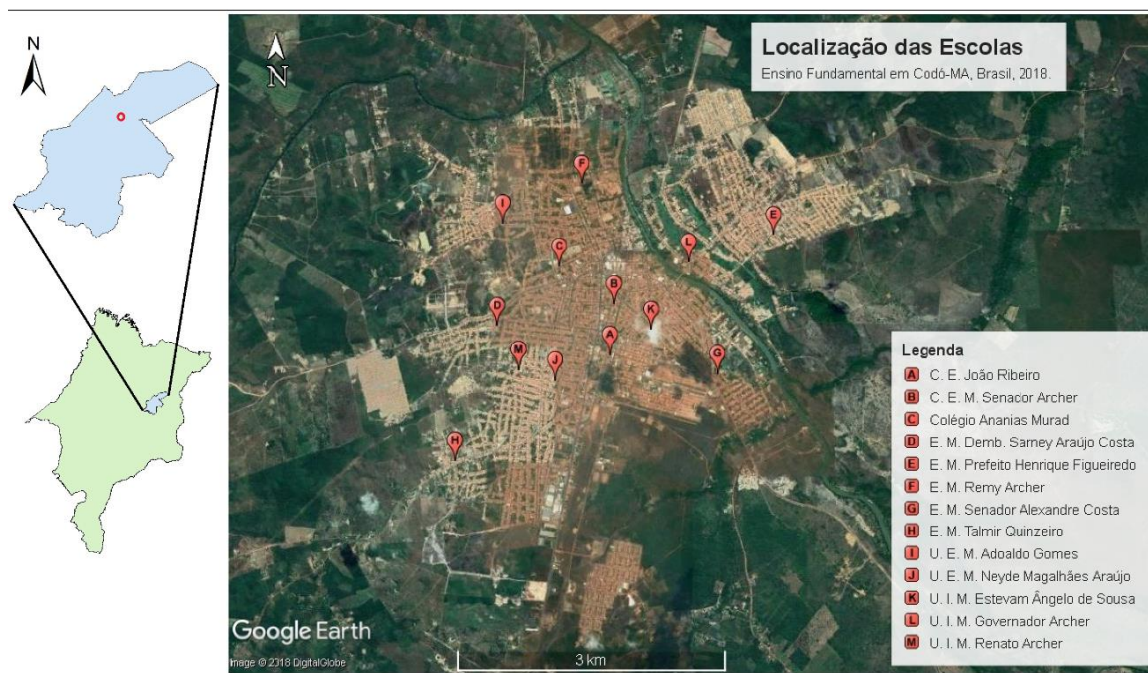 N
N
Localização das Escolas
Ensino Fundamental em Codó-MA, Brasil, 2018.
F
I
E
L
C
B
D
K
A
M
J
G
H
Legenda
A C. E. João Ribeiro
B C. E. M. Senacor Archer
C Colégio Ananias Murad
D E. M. Demb. Sarney Araújo Costa
E E. M. Prefeito Henrique Figueiredo
F E. M. Remy Archer
G E. M. Senador Alexandre Costa
H E. M. Talmir Quinzeiro
I U. E. M. Adoaldo Gomes
J U. E. M. Neyde Magalhães Araújo
K U. I. M. Estevam Ângelo de Sousa
L U. I. M. Governador Archer
M U. I. M. Renato Archer
Google Earth
Image © 2018 DigitalGlobe
3 km